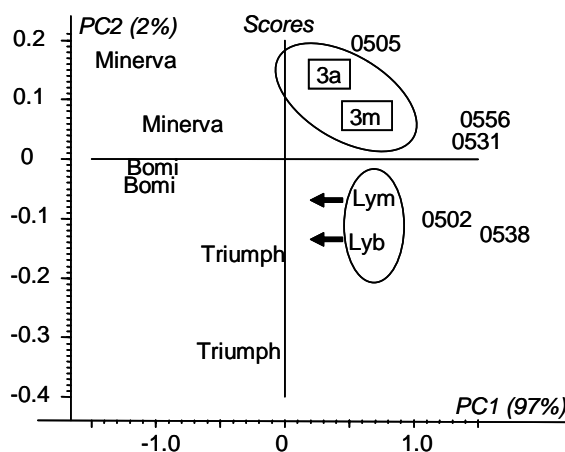 PC2 (2%)
Scores
0.2
0505
Minerva
3a
0.1
3m
Minerva
0556
0531
0
Bomi
Bomi
Lym
-0.1
0502
0538
Lyb
Triumph
-0.2
-0.3
Triumph
-0.4
PC1 (97%)
-1.0
0
1.0